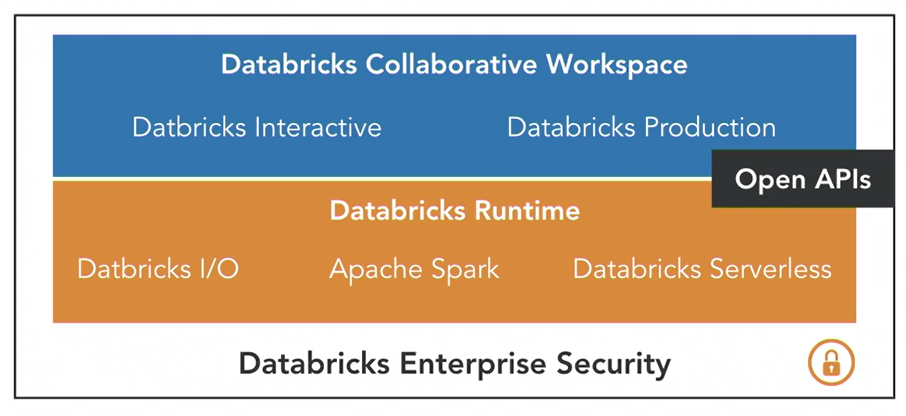 Databricks Collaborative Workspace
Datbricks Interactive
Databricks Production
Open APIs
Databricks Runtime
Datbricks I/O
Apache Spark
Databricks Serverless
Databricks Enterprise Security